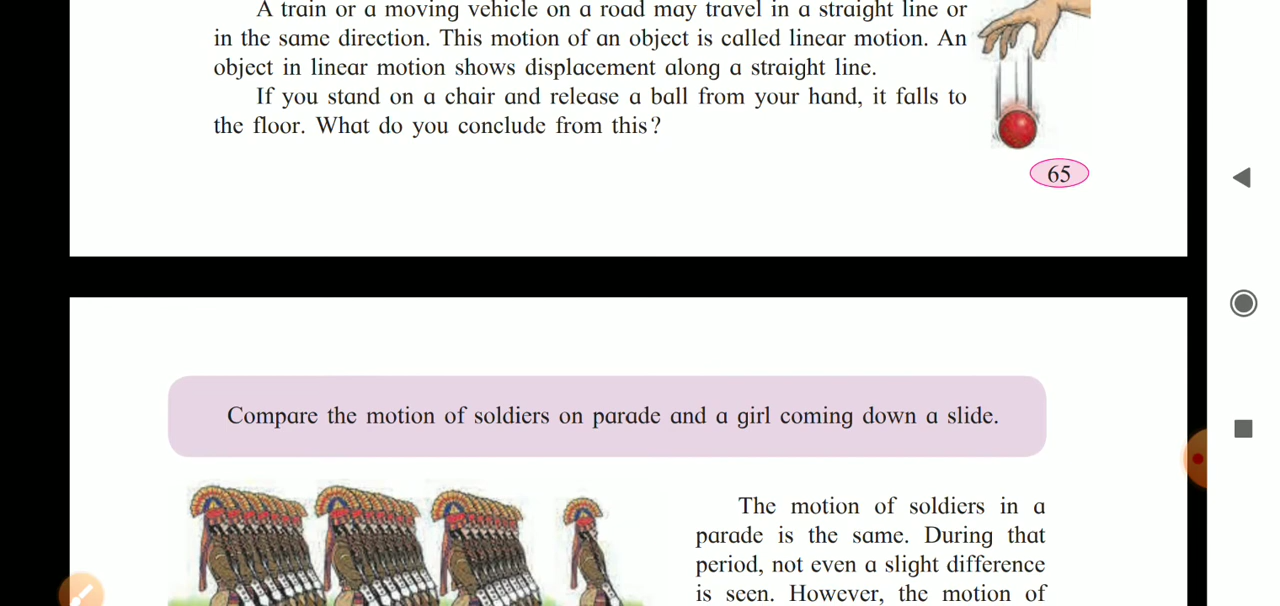 A train or a moving vehicle on a road may travel in a straight line or
in the same direction. This motion of an object is called linear motion. An
object in linear motion shows displacement along a straight line.
If you stand on a chair and release a ball from your hand, it falls to
the floor. What do you conclude from this?
65
Compare the motion of soldiers on parade and a girl coming down a slide.
The motion of soldiers in a
parade is the same. During that
period, not even a slight difference
is seen. However, the motion of